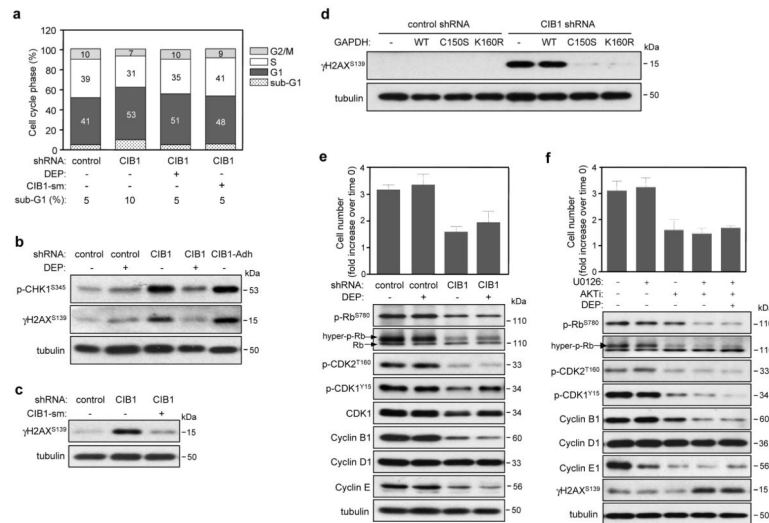 a
Cell cycle phase (%)
120
100
80
60
40
20
0
10 7 10 9
39 31 35 41
41 53 51 48
G2/M
S
G1
sub-G1
shRNA: control CIB1 CIB1 CIB1
DEP: - - + -
CIB1-sm: - - - +
sub-G1 (%): 5 10 5 5
b
shRNA: control control CIB1 CIB1 CIB1-Adh
DEP: - + - + -
kDa
p-CHK1S345 53
γH2AXS139 15
tubulin 50
c
shRNA: control CIB1 CIB1
CIB1-sm: - - +
kDa
γH2AXS139 15
tubulin 50
d
control shRNA CIB1 shRNA
GAPDH: - WT C150S K160R - WT C150S K160R
kDa
γH2AXS139 15
tubulin 50
e
Cell number
(fold increase over time 0)
4
3
2
1
0
shRNA: control control CIB1 CIB1
DEP: - + - +
kDa
p-RbS780 110
hyper-p-Rb
Rb 110
p-CDK2T160 33
p-CDK1Y15 34
CDK1 34
Cyclin B1 60
Cyclin D1 33
Cyclin E 56
tubulin 50
f
Cell number
(fold increase over time 0)
4
3
2
1
0
U0126: - + - + +
AKTi: - - + + +
DEP: - - - - +
kDa
p-RbS780 110
hyper-p-Rb 110
p-CDK2T160 33
p-CDK1Y15 34
Cyclin B1 60
Cyclin D1 36
Cyclin E1 56
γH2AXS139 15
tubulin 50